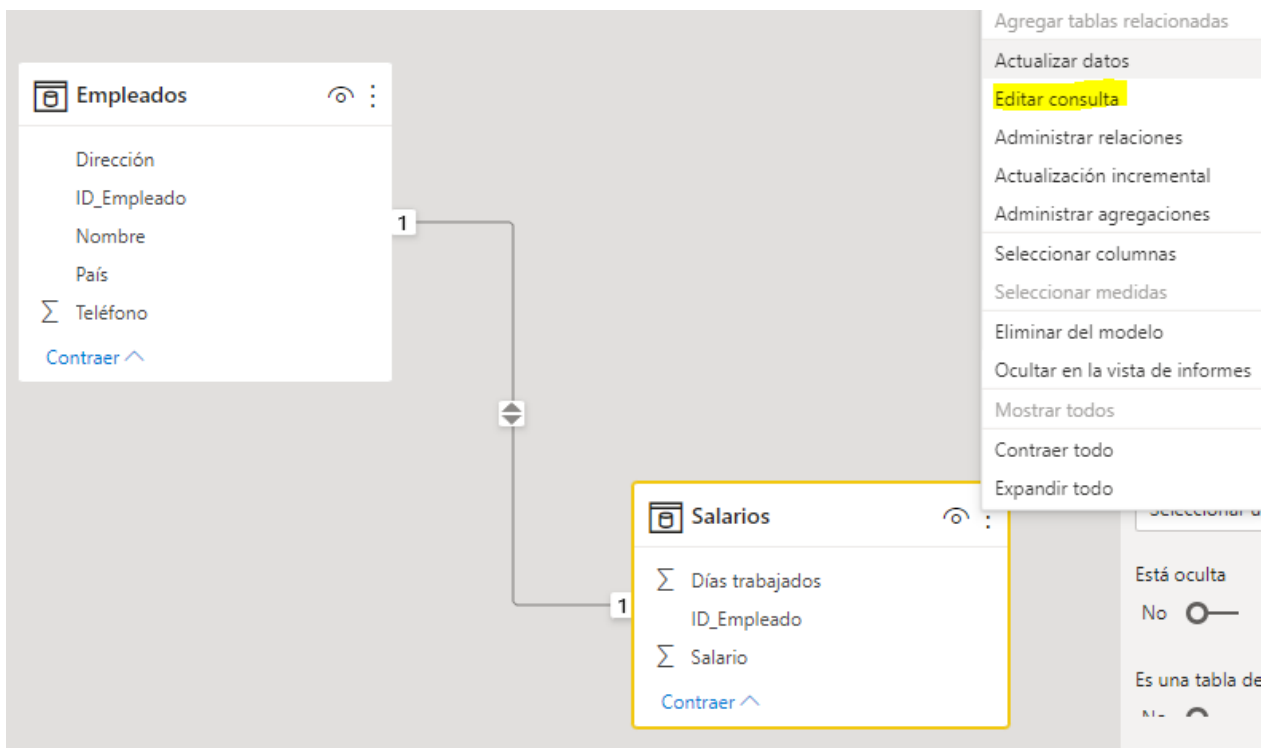 Empleados
Dirección
ID_Empleado
Nombre
País
Teléfono
Contraer
1
1
Salarios
Días trabajados
ID_Empleado
Salario
Contraer
Agregar tablas relacionadas
Actualizar datos
Editar consulta
Administrar relaciones
Actualización incremental
Administrar agregaciones
Seleccionar columnas
Seleccionar medidas
Eliminar del modelo
Ocultar en la vista de informes
Mostrar todos
Contraer todo
Expandir todo
Seleccionar
Está oculta
No
Es una tabla de
No